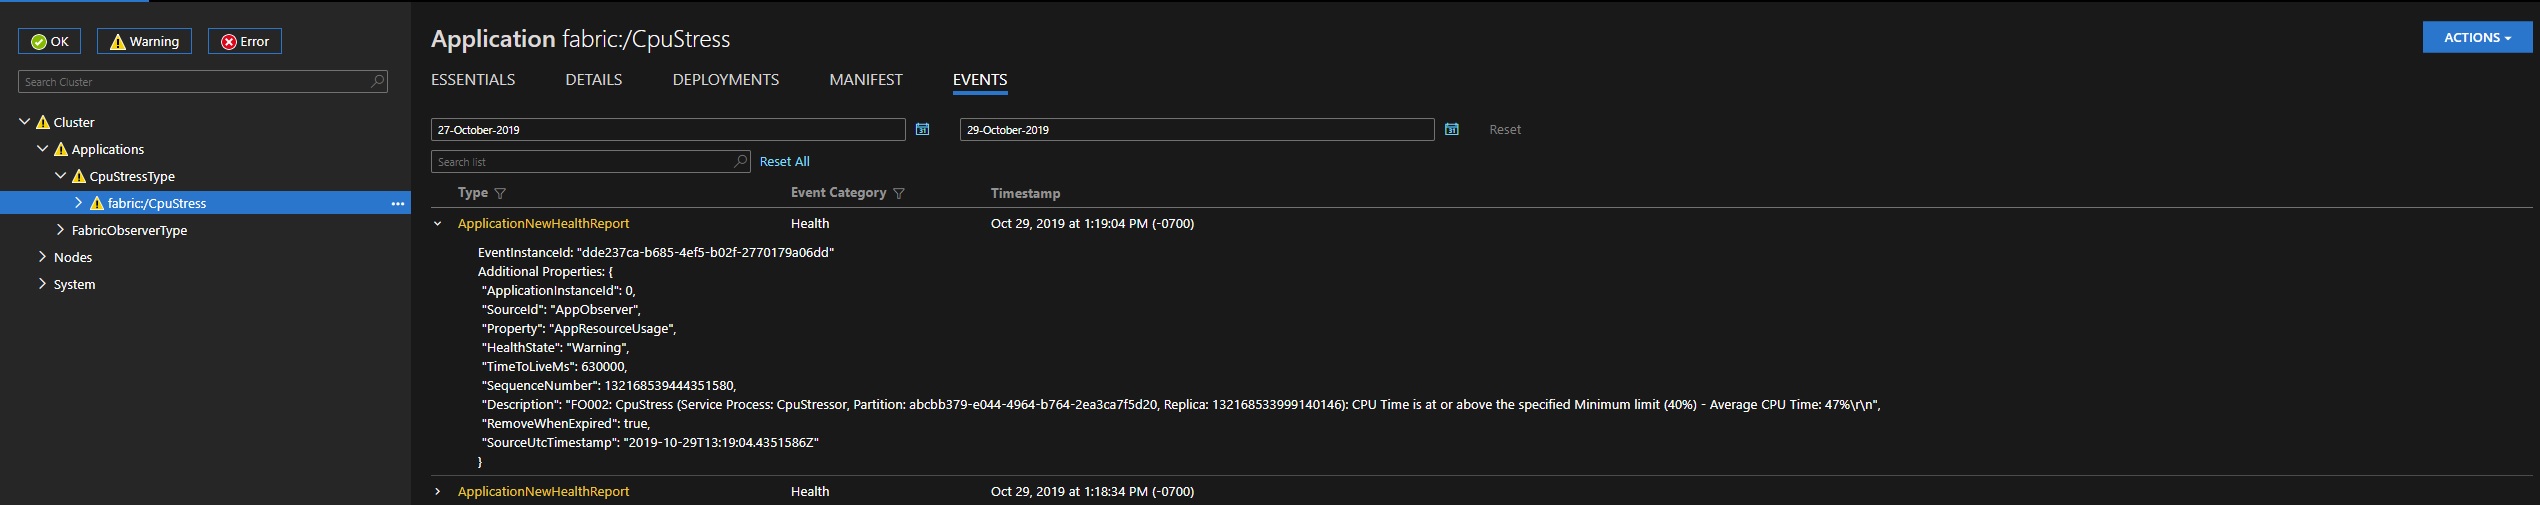 OK
Warning
Error
Search Cluster
Cluster
Applications
CpuStressType
fabric:/CpuStress
FabricObserverType
Nodes
System
Application fabric:/CpuStress
ACTIONS
ESSENTIALS DETAILS DEPLOYMENTS MANIFEST EVENTS
27-October-2019 31 29-October-2019 31 Reset
Search list Reset All
Type Event Category Timestamp
ApplicationNewHealthReport Health Oct 29, 2019 at 1:19:04 PM (-0700)
EventInstanceId: "dde237ca-b685-4ef5-b02f-2770179a06dd"
Additional Properties: {
"ApplicationInstanceId": 0,
"SourceId": "AppObserver",
"Property": "AppResourceUsage",
"HealthState": "Warning",
"TimeToLiveMs": 630000,
"SequenceNumber": 132168539444351580,
"Description": "FO002: CpuStress (Service Process: CpuStressor, Partition: abcbb379-e044-4964-b764-2ea3ca7f5d20, Replica: 132168533999140146): CPU Time is at or above the specified Minimum limit (40%) - Average CPU Time: 47%\r\n",
"RemoveWhenExpired": true,
"SourceUtcTimestamp": "2019-10-29T13:19:04.4351586Z"
}
ApplicationNewHealthReport Health Oct 29, 2019 at 1:18:34 PM (-0700)